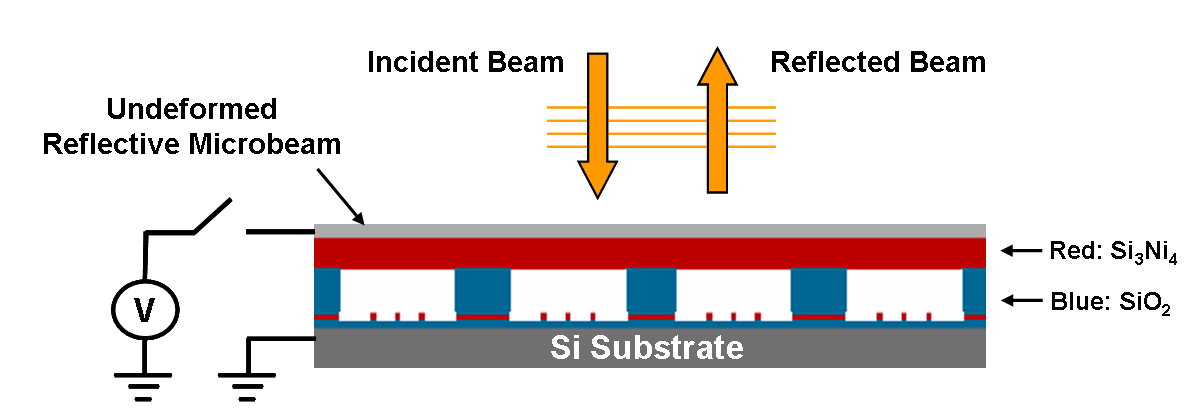 Incident Beam
Reflected Beam
Undeformed
Reflective Microbeam
Red: Si₃Ni₄
V
Blue: SiO₂
Si Substrate